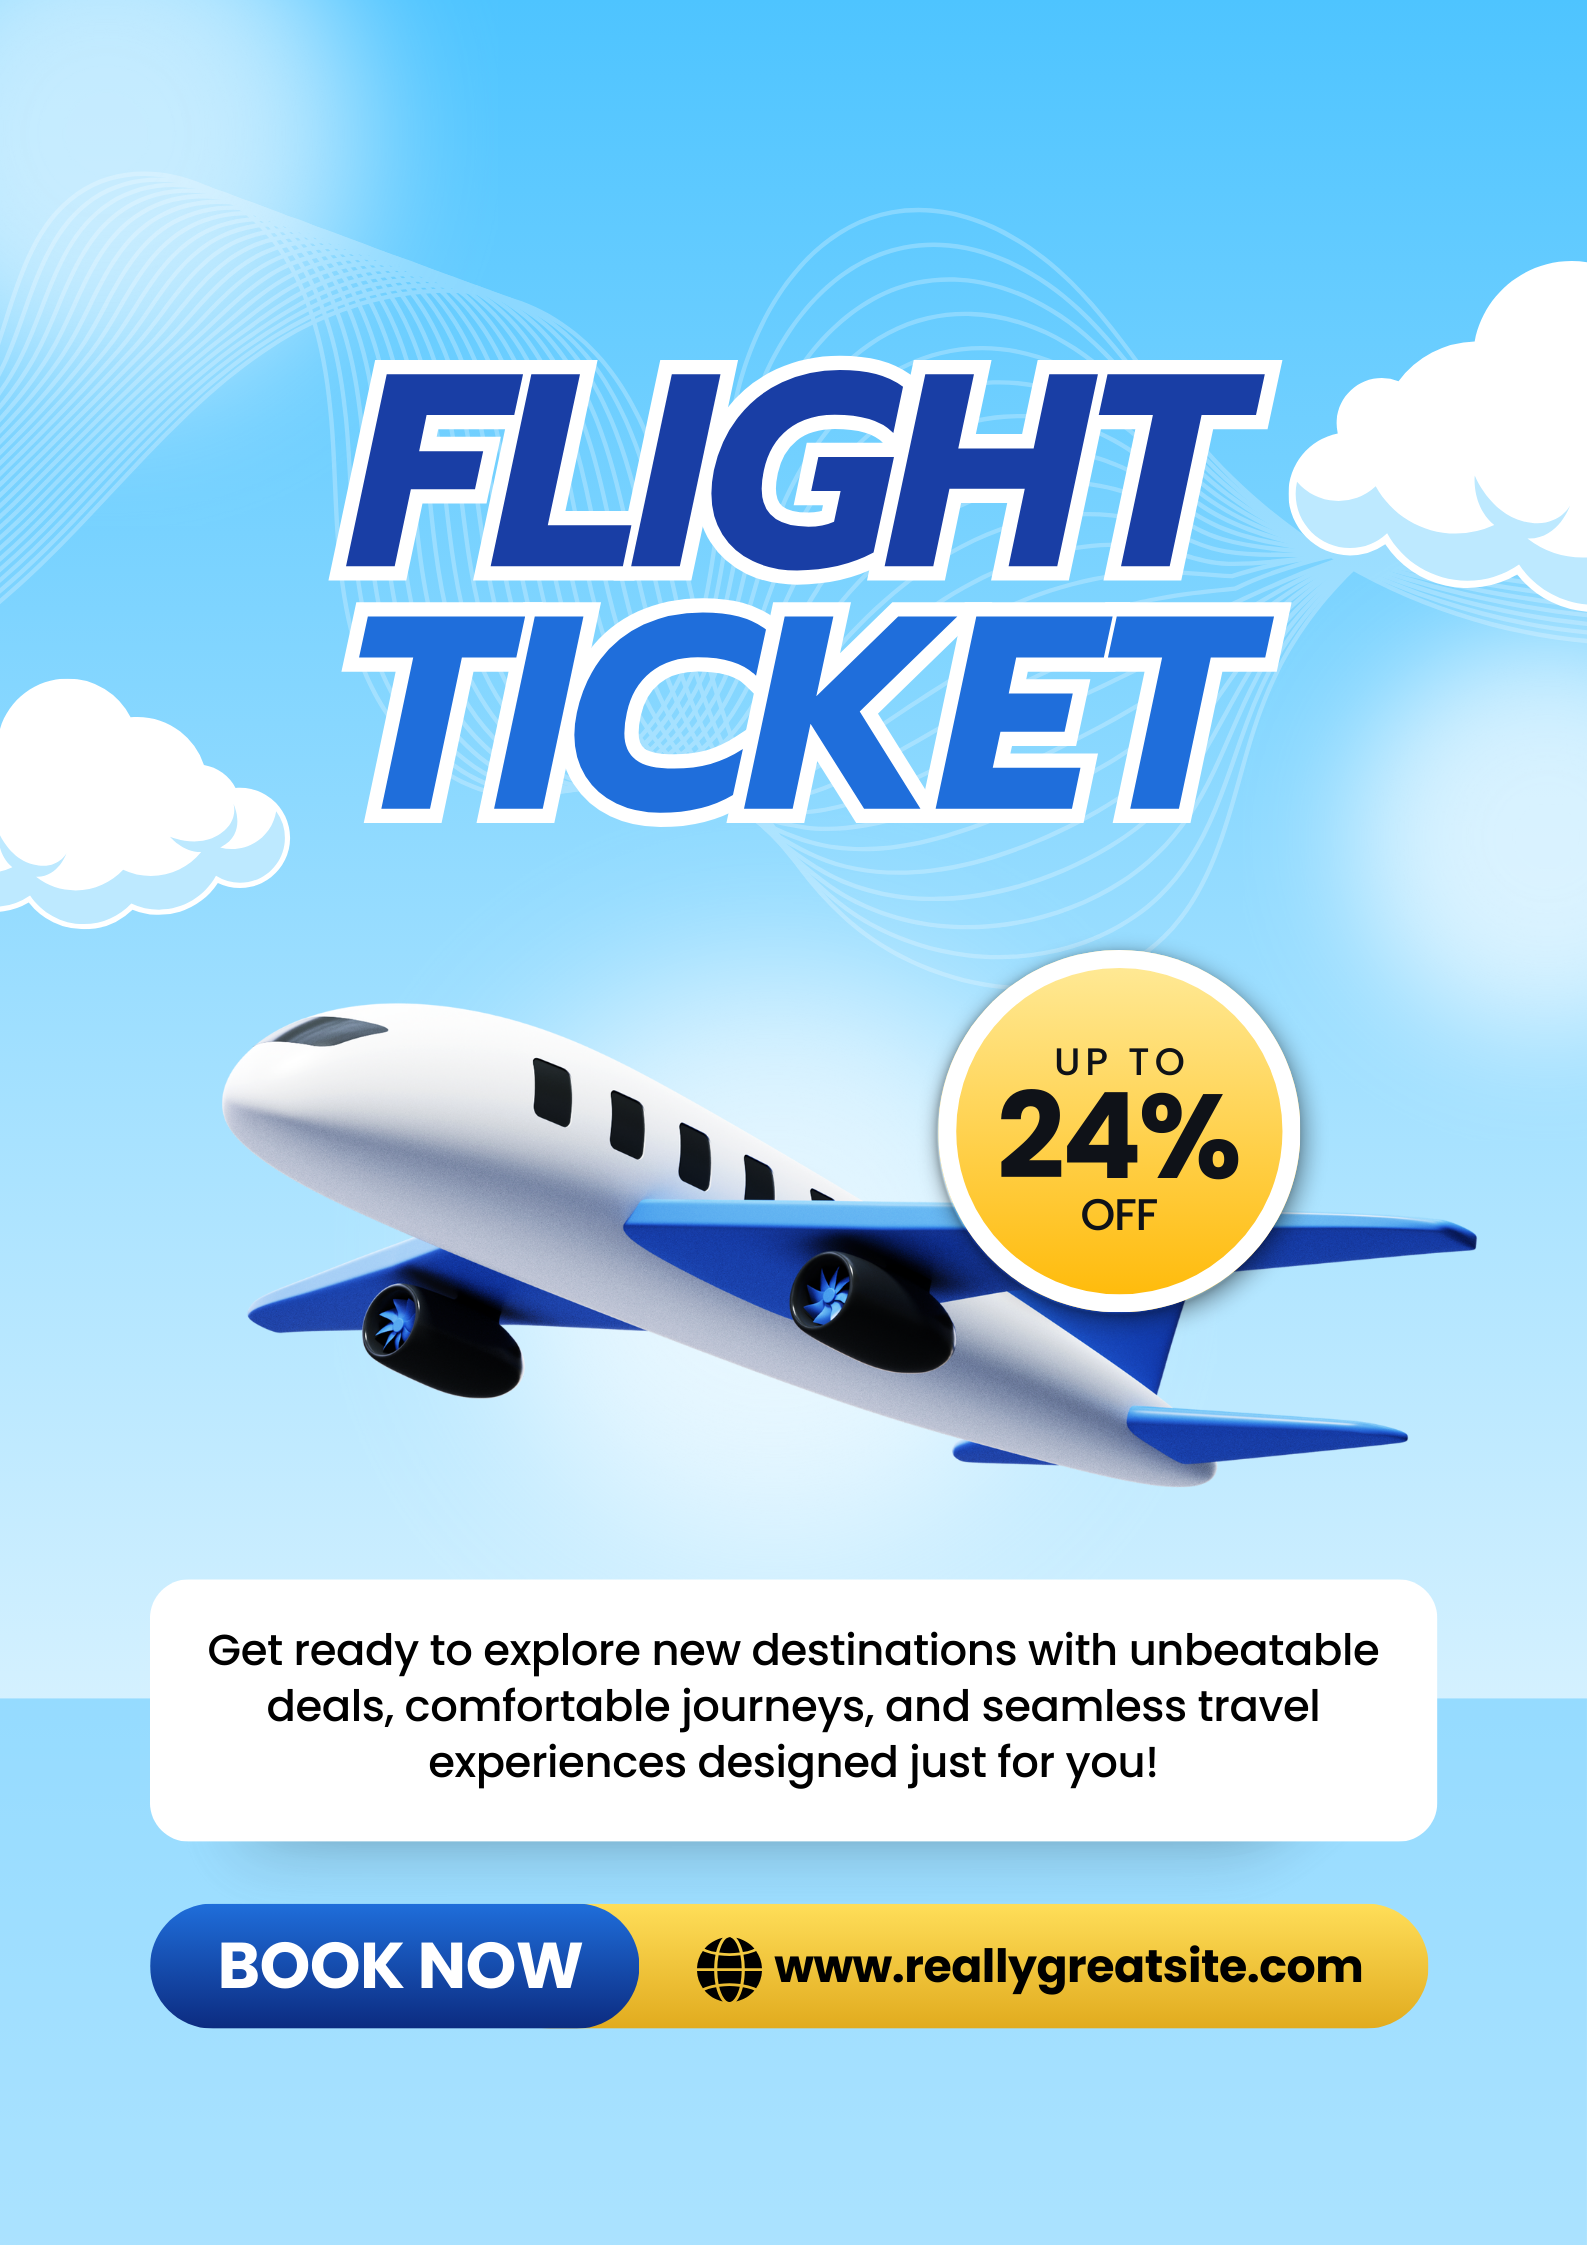 FLIGHT
TICKET
UP TO
24%
OFF
Get ready to explore new destinations with unbeatable
deals, comfortable journeys, and seamless travel
experiences designed just for you!
BOOK NOW
www.reallygreatsite.com